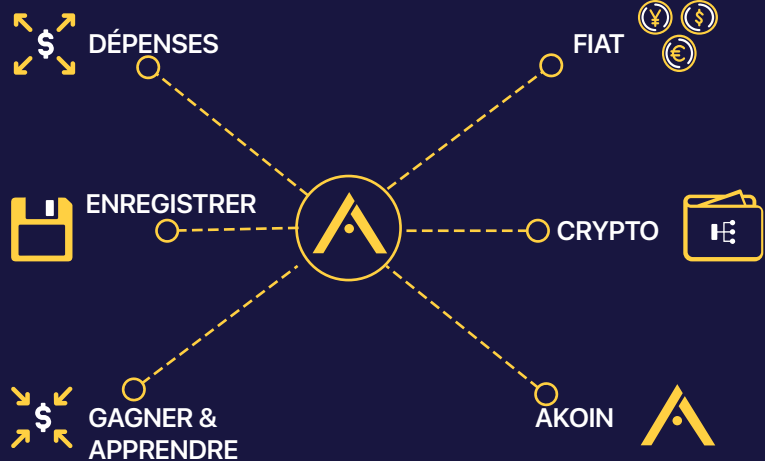 DÉPENSES
FIAT
ENREGISTRER
CRYPTO
GAGNER &
APPRENDRE
AKOIN